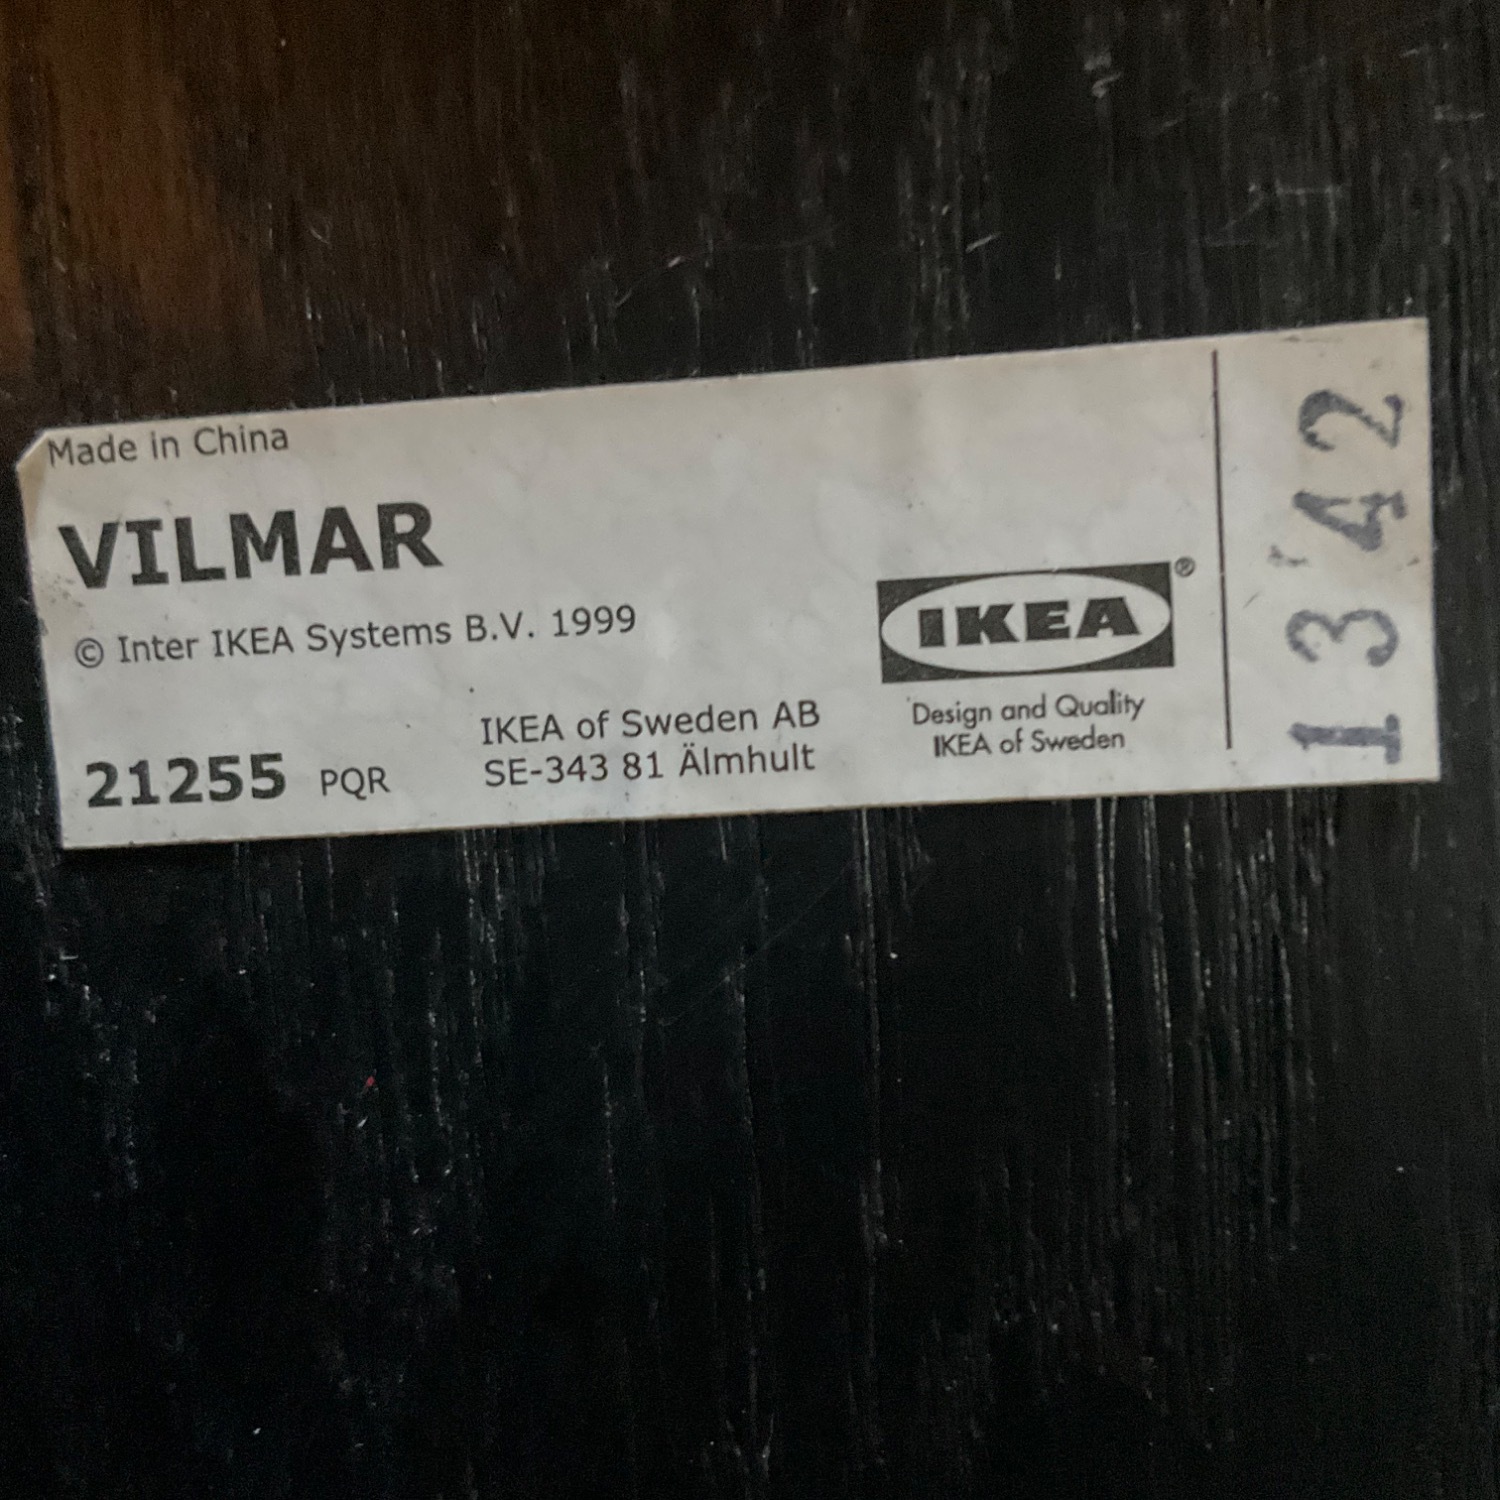 Made in China
VILMAR
© Inter IKEA Systems B.V. 1999
21255 PQR
IKEA of Sweden AB
SE-343 81 Älmhult
IKEA®
Design and Quality
IKEA of Sweden
1342